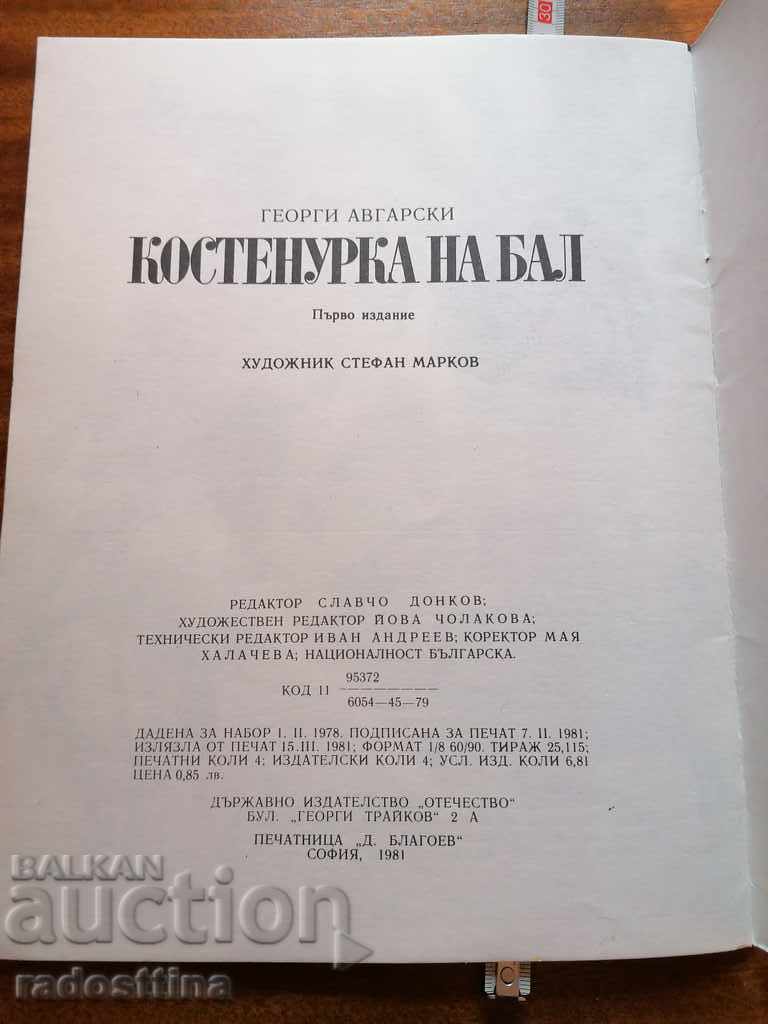 30
ГЕОРГИ АВГАРСКИ
КОСТЕНУРКА НА БАЛ
Първо издание
ХУДОЖНИК СТЕФАН МАРКОВ
РЕДАКТОР СЛАВЧО ДОНКОВ;
ХУДОЖЕСТВЕН РЕДАКТОР ЙОВА ЧОЛАКОВА;
ТЕХНИЧЕСКИ РЕДАКТОР ИВАН АНДРЕЕВ; КОРЕКТОР МАЯ
ХАЛАЧЕВА; НАЦИОНАЛНОСТ БЪЛГАРСКА.
95372
КОД 11 ————————
6054—45—79
ДАДЕНА ЗА НАБОР 1. II. 1978. ПОДПИСАНА ЗА ПЕЧАТ 7. II. 1981;
ИЗЛЯЗЛА ОТ ПЕЧАТ 15.III. 1981; ФОРМАТ 1/8 60/90. ТИРАЖ 25,115;
ПЕЧАТНИ КОЛИ 4; ИЗДАТЕЛСКИ КОЛИ 4; УСЛ. ИЗД. КОЛИ 6,81
ЦЕНА 0,85 лв.
ДЪРЖАВНО ИЗДАТЕЛСТВО „ОТЕЧЕСТВО“
БУЛ. „ГЕОРГИ ТРАЙКОВ“ 2 А
ПЕЧАТНИЦА „Д. БЛАГОЕВ“
СОФИЯ, 1981
BALKAN
auction
radosttina